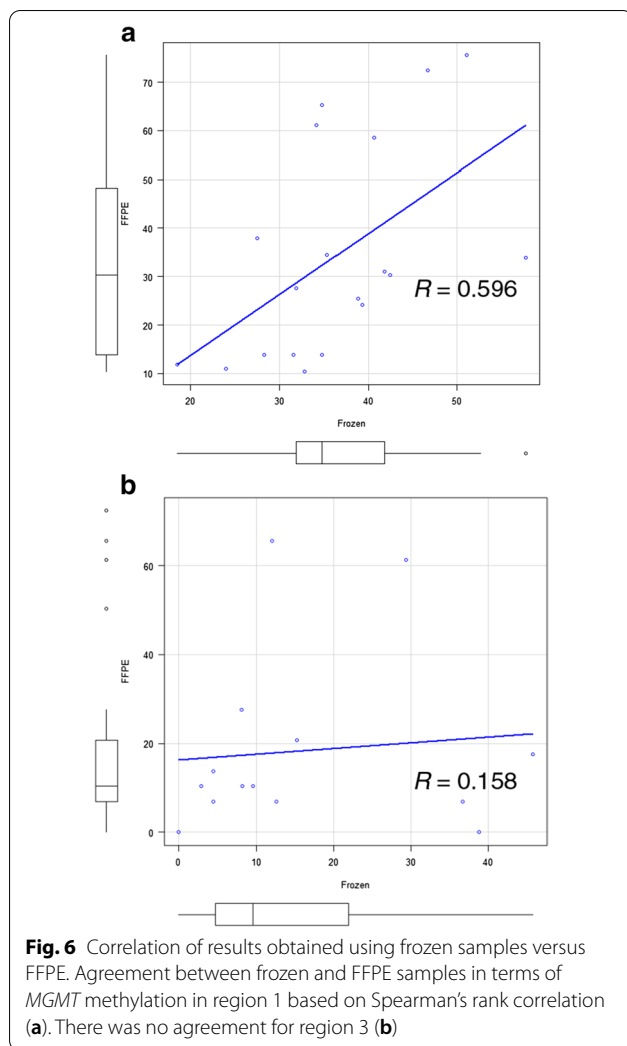 a
70
60
50
40
30
20
10
FFPE
R = 0.596
20 30 40 50
Frozen
b
60
40
20
0
FFPE
R = 0.158
0 10 20 30 40
Frozen
Fig. 6 Correlation of results obtained using frozen samples versus
FFPE. Agreement between frozen and FFPE samples in terms of
MGMT methylation in region 1 based on Spearman's rank correlation
(a). There was no agreement for region 3 (b)